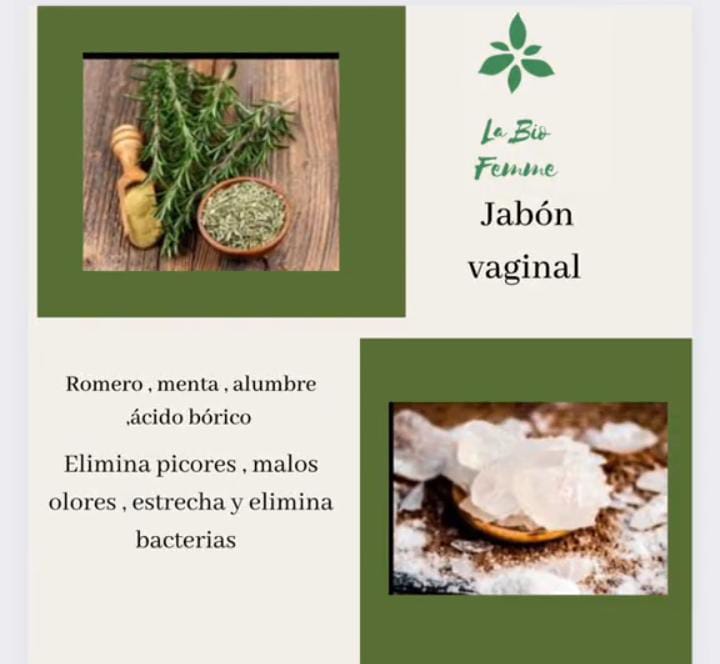 La Bio
Femme
Jabón
vaginal
Romero , menta , alumbre
,ácido bórico
Elimina picores , malos
olores , estrecha y elimina
bacterias